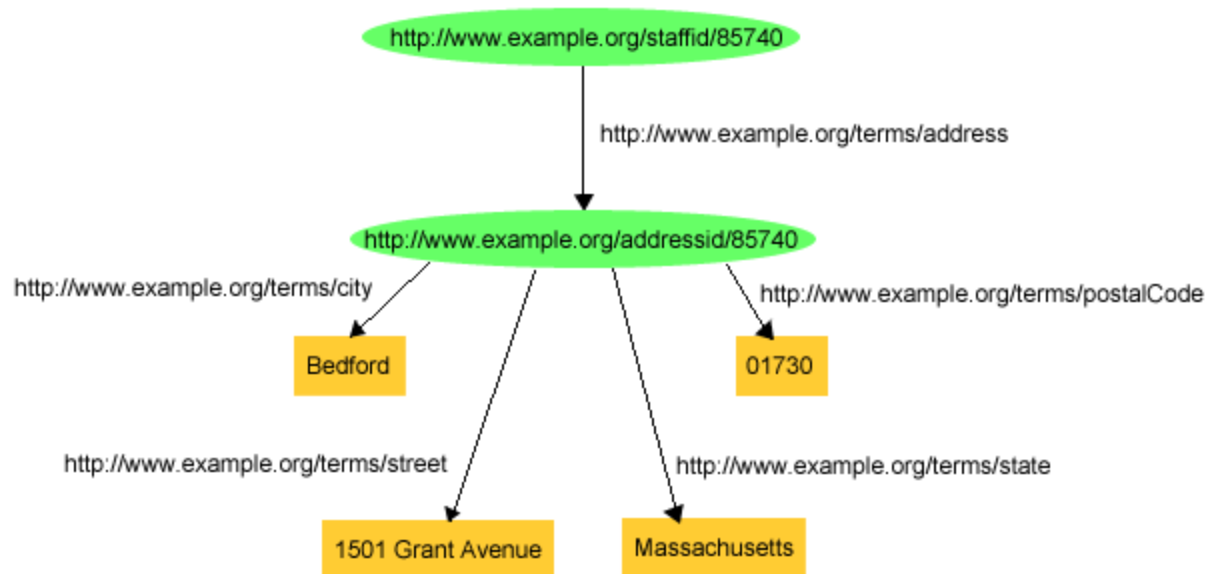 http://www.example.org/staffid/85740
http://www.example.org/terms/address
http://www.example.org/addressid/85740
http://www.example.org/terms/city
http://www.example.org/terms/postalCode
Bedford
01730
http://www.example.org/terms/street
http://www.example.org/terms/state
1501 Grant Avenue
Massachusetts